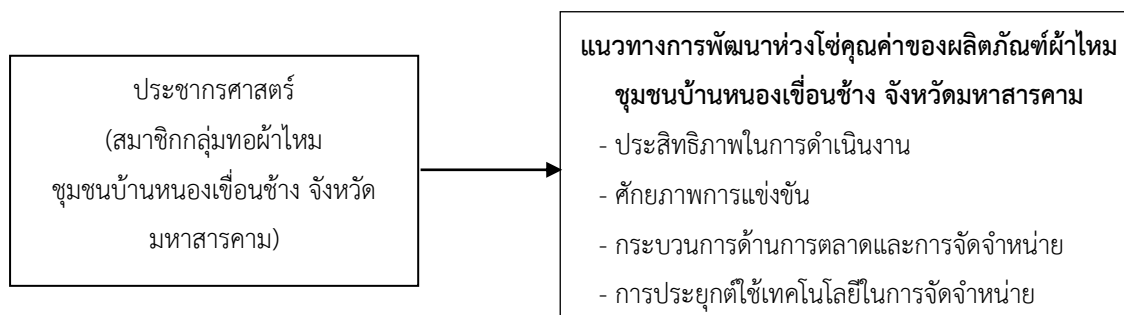 ประชากรศาสตร์
(สมาชิกกลุ่มทอผ้าไหม
ชุมชนบ้านหนองเขื่อนช้าง จังหวัด
มหาสารคาม)
แนวทางการพัฒนาห่วงโซ่คุณค่าของผลิตภัณฑ์ผ้าไหม
ชุมชนบ้านหนองเขื่อนช้าง จังหวัดมหาสารคาม
- ประสิทธิภาพในการดำเนินงาน
- ศักยภาพการแข่งขัน
- กระบวนการด้านการตลาดและการจัดจำหน่าย
- การประยุกต์ใช้เทคโนโลยีในการจัดจำหน่าย